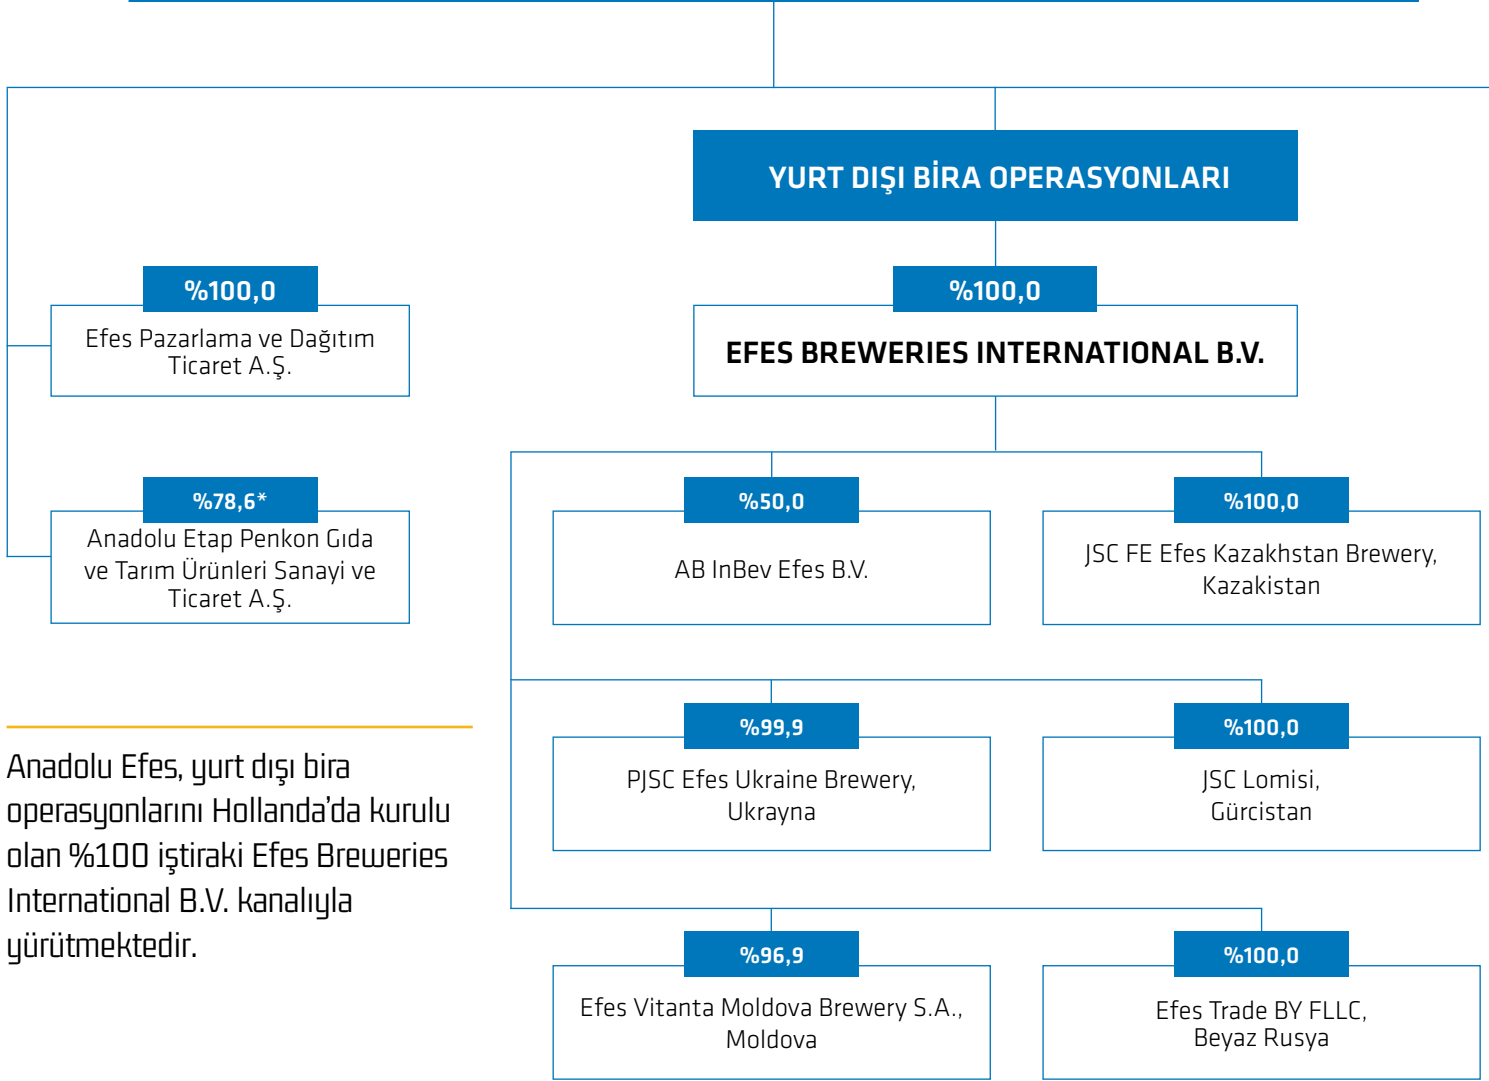 YURT DIŞI BİRA OPERASYONLARI
%100,0
Efes Pazarlama ve Dağıtım
Ticaret A.Ş.
%100,0
EFES BREWERIES INTERNATIONAL B.V.
%78,6*
Anadolu Etap Penkon Gıda
ve Tarım Ürünleri Sanayi ve
Ticaret A.Ş.
%50,0
AB InBev Efes B.V.
%100,0
JSC FE Efes Kazakhstan Brewery,
Kazakistan
%99,9
PJSC Efes Ukraine Brewery,
Ukrayna
%100,0
JSC Lomisi,
Gürcistan
Anadolu Efes, yurt dışı bira
operasyonlarını Hollanda’da kurulu
olan %100 iştiraki Efes Breweries
International B.V. kanalıyla
yürütmektedir.
%96,9
Efes Vitanta Moldova Brewery S.A.,
Moldova
%100,0
Efes Trade BY FLLC,
Beyaz Rusya